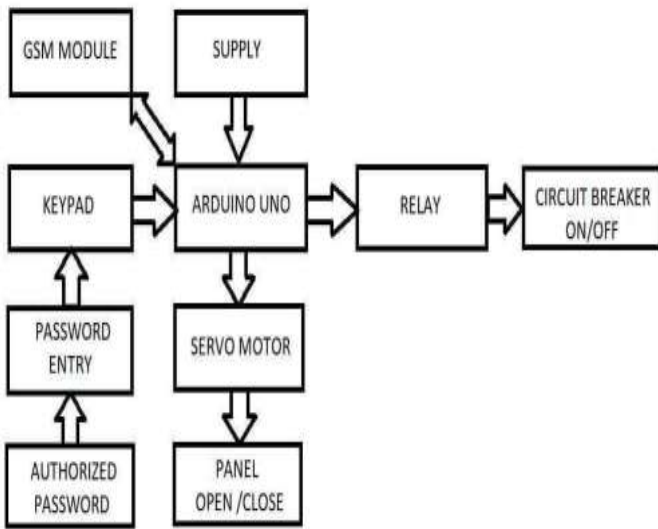 GSM MODULE
SUPPLY
KEYPAD
ARDUINO UNO
RELAY
CIRCUIT BREAKER
ON/OFF
PASSWORD
ENTRY
SERVO MOTOR
AUTHORIZED
PASSWORD
PANEL
OPEN /CLOSE